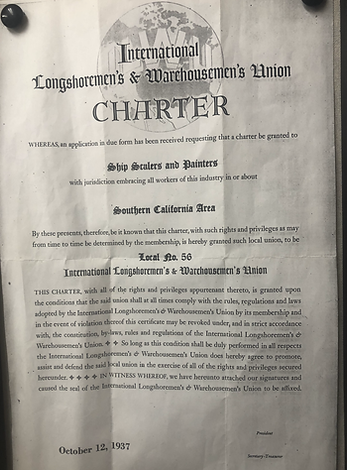 International
Longshoremen's & Warehousemen's Union
CHARTER
WHEREAS, an application in due form has been received requesting that a charter be granted to
Ship Scalers and Painters
with jurisdiction embracing all workers of this industry in or about
Southern California Area
By these presents, therefore, be it known that this charter, with such rights and privileges as may
from time to time be determined by the membership, is hereby granted such local union, to be
Local No. 56
International Longshoremen's & Warehousemen's Union
THIS CHARTER, with all of the rights and privileges appurtenant thereto, is granted upon
the conditions that the said union shall at all times comply with the rules, regulations and laws
adopted by the International Longshoremen's & Warehousemen's Union by its membership and
in the event of violation thereof this certificate may be revoked under, and in strict accordance
with, the constitution, by-laws, rules and regulations of the International Longshoremen's &
Warehousemen's Union. ✦ ✦ So long as this condition shall be duly performed in all respects
the International Longshoremen's & Warehousemen's Union does hereby agree to promote,
assist and defend the said local union in the exercise of all of the rights and privileges secured
hereunder. ✦ ✦ ✦ ✦ IN WITNESS WHEREOF, we have hereunto attached our signatures and
caused the seal of the International Longshoremen's & Warehousemen's Union to be affixed.
President
October 12, 1937
Secretary-Treasurer